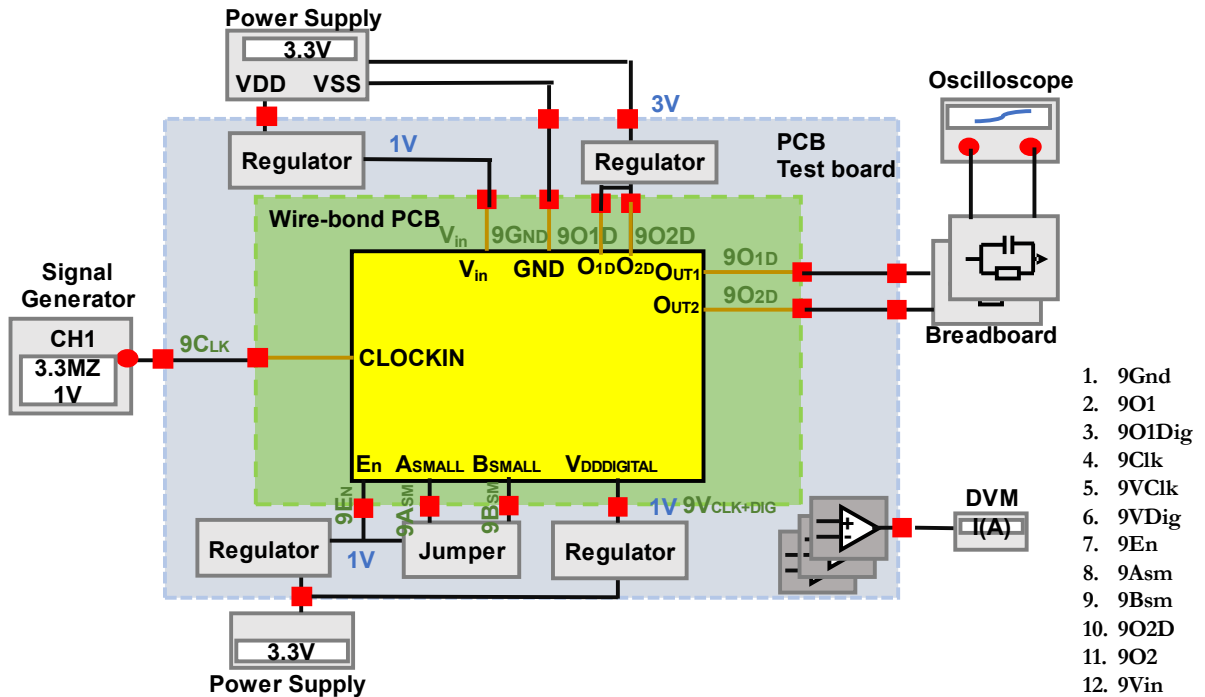 Power Supply
3.3V
VDD VSS
Oscilloscope
3V
PCB
Test board
1V
Regulator
Regulator
Wire-bond PCB
Vin 9GND 9O1D 9O2D
Vin GND O1D O2D OUT1
9O1D
OUT2
9O2D
Breadboard
Signal
Generator
CH1
3.3MZ
1V
9CLK
CLOCKIN
En ASMALL BSMALL VDDDIGITAL
9EN
9ASM
9BSM
1V 9VCLK+DIG
Regulator
1V
Jumper
Regulator
DVM
I(A)
3.3V
Power Supply
1. 9Gnd
2. 9O1
3. 9O1Dig
4. 9Clk
5. 9VClk
6. 9VDig
7. 9En
8. 9Asm
9. 9Bsm
10. 9O2D
11. 9O2
12. 9Vin